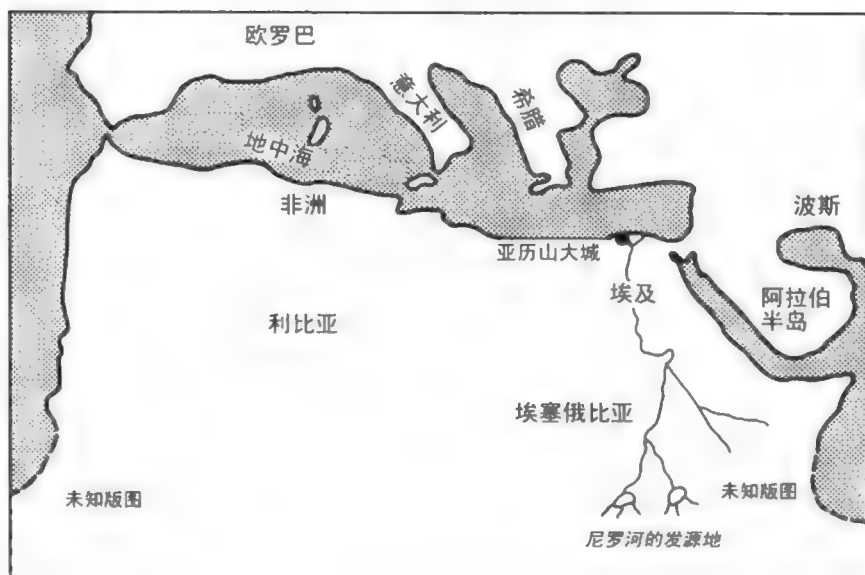 欧罗巴
意大利
希腊
地中海
非洲
波斯
亚历山大城
埃及
阿拉伯
半岛
利比亚
埃塞俄比亚
未知版图
未知版图
尼罗河的发源地